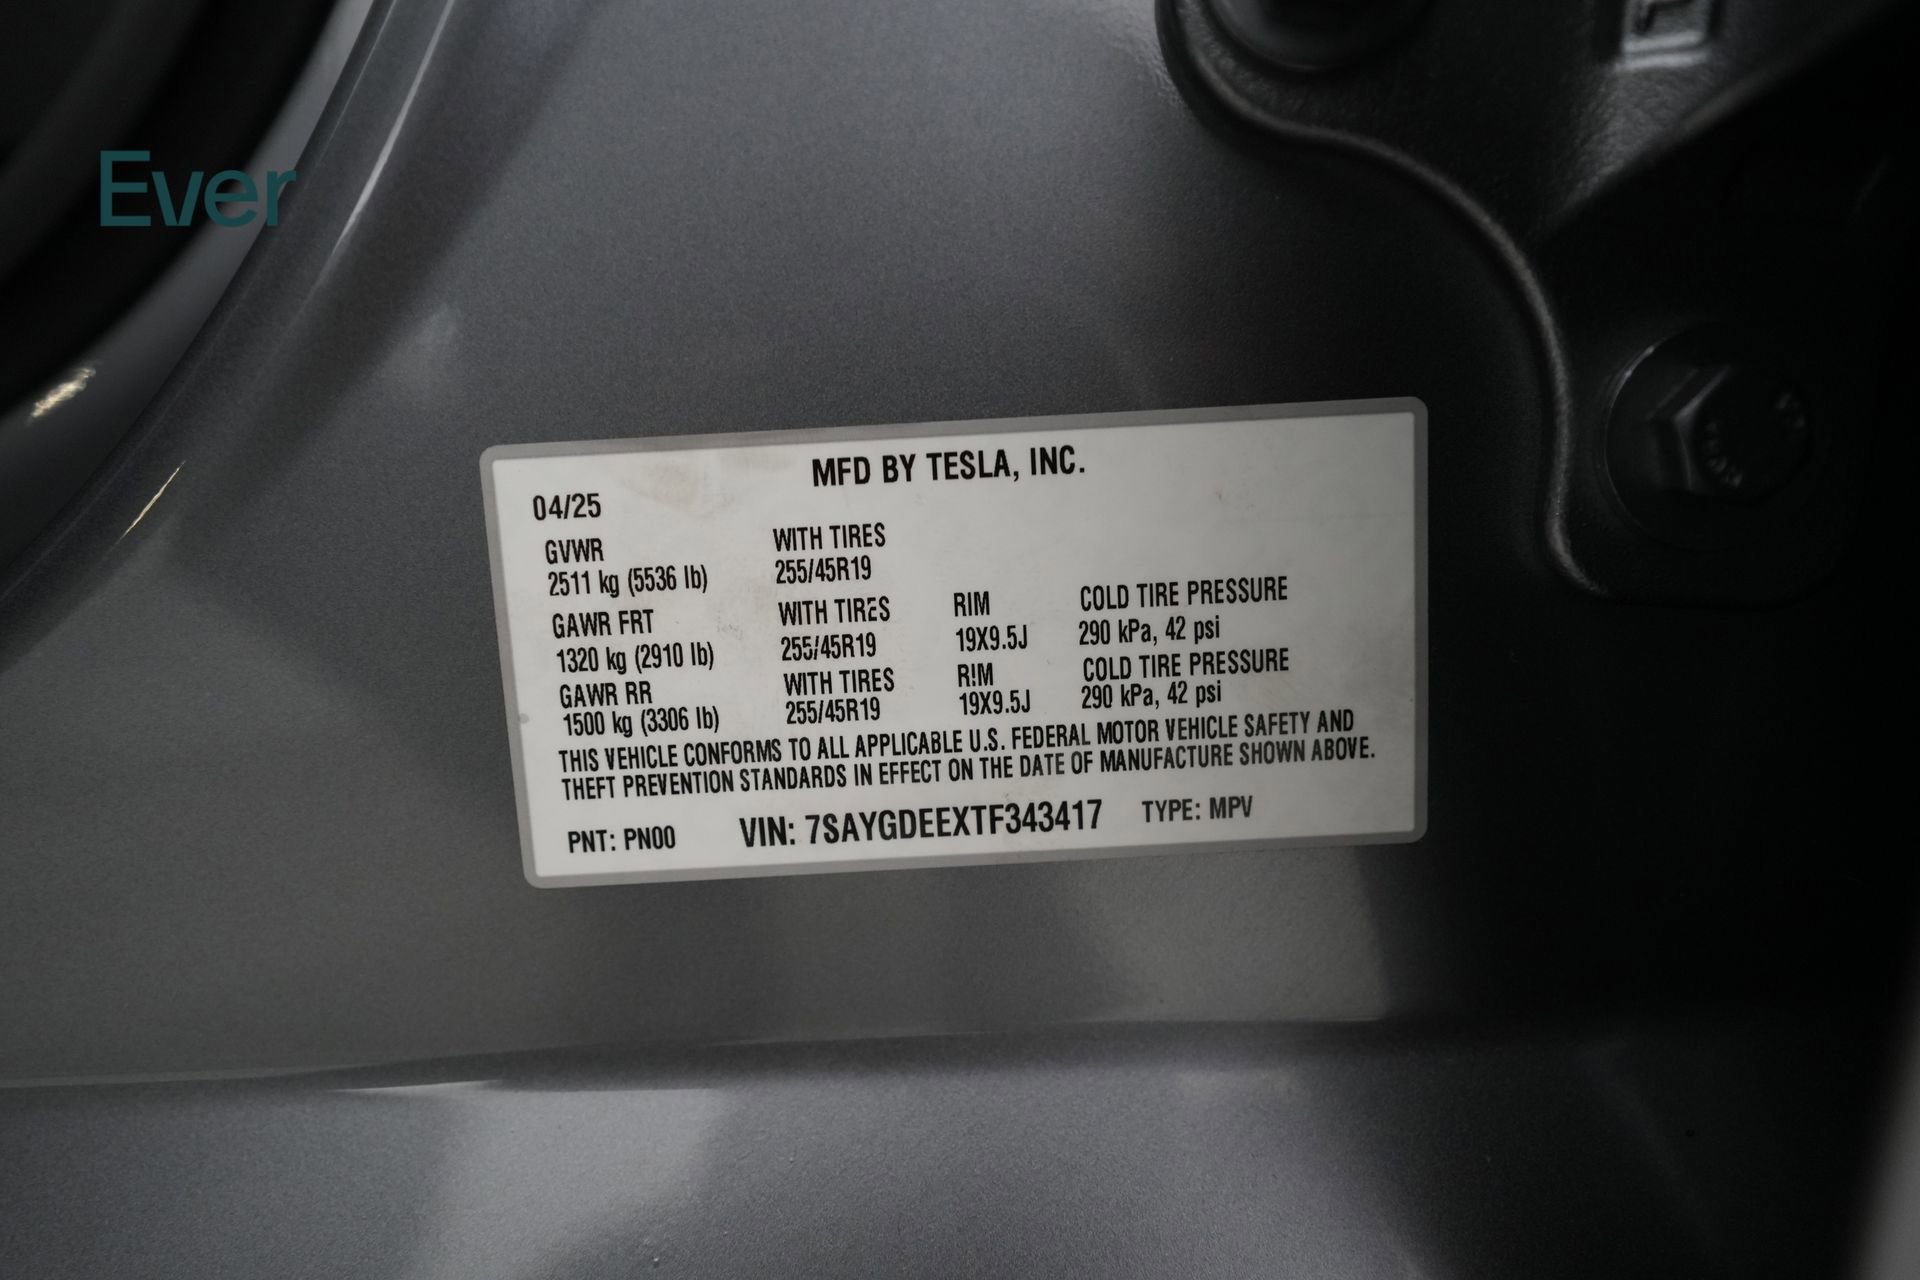 Ever
MFD BY TESLA, INC.
04/25
GVWR WITH TIRES
2511 kg (5536 lb) 255/45R19
GAWR FRT WITH TIRES RIM COLD TIRE PRESSURE
1320 kg (2910 lb) 255/45R19 19X9.5J 290 kPa, 42 psi
GAWR RR WITH TIRES RIM COLD TIRE PRESSURE
1500 kg (3306 lb) 255/45R19 19X9.5J 290 kPa, 42 psi
THIS VEHICLE CONFORMS TO ALL APPLICABLE U.S. FEDERAL MOTOR VEHICLE SAFETY AND
THEFT PREVENTION STANDARDS IN EFFECT ON THE DATE OF MANUFACTURE SHOWN ABOVE.
PNT: PN00 VIN: 7SAYGDEEXTF343417 TYPE: MPV